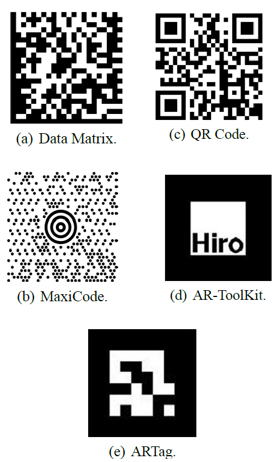 (a) Data Matrix.
(c) QR Code.
(b) MaxiCode.
Hiro
(d) AR-ToolKit.
(e) ARTag.